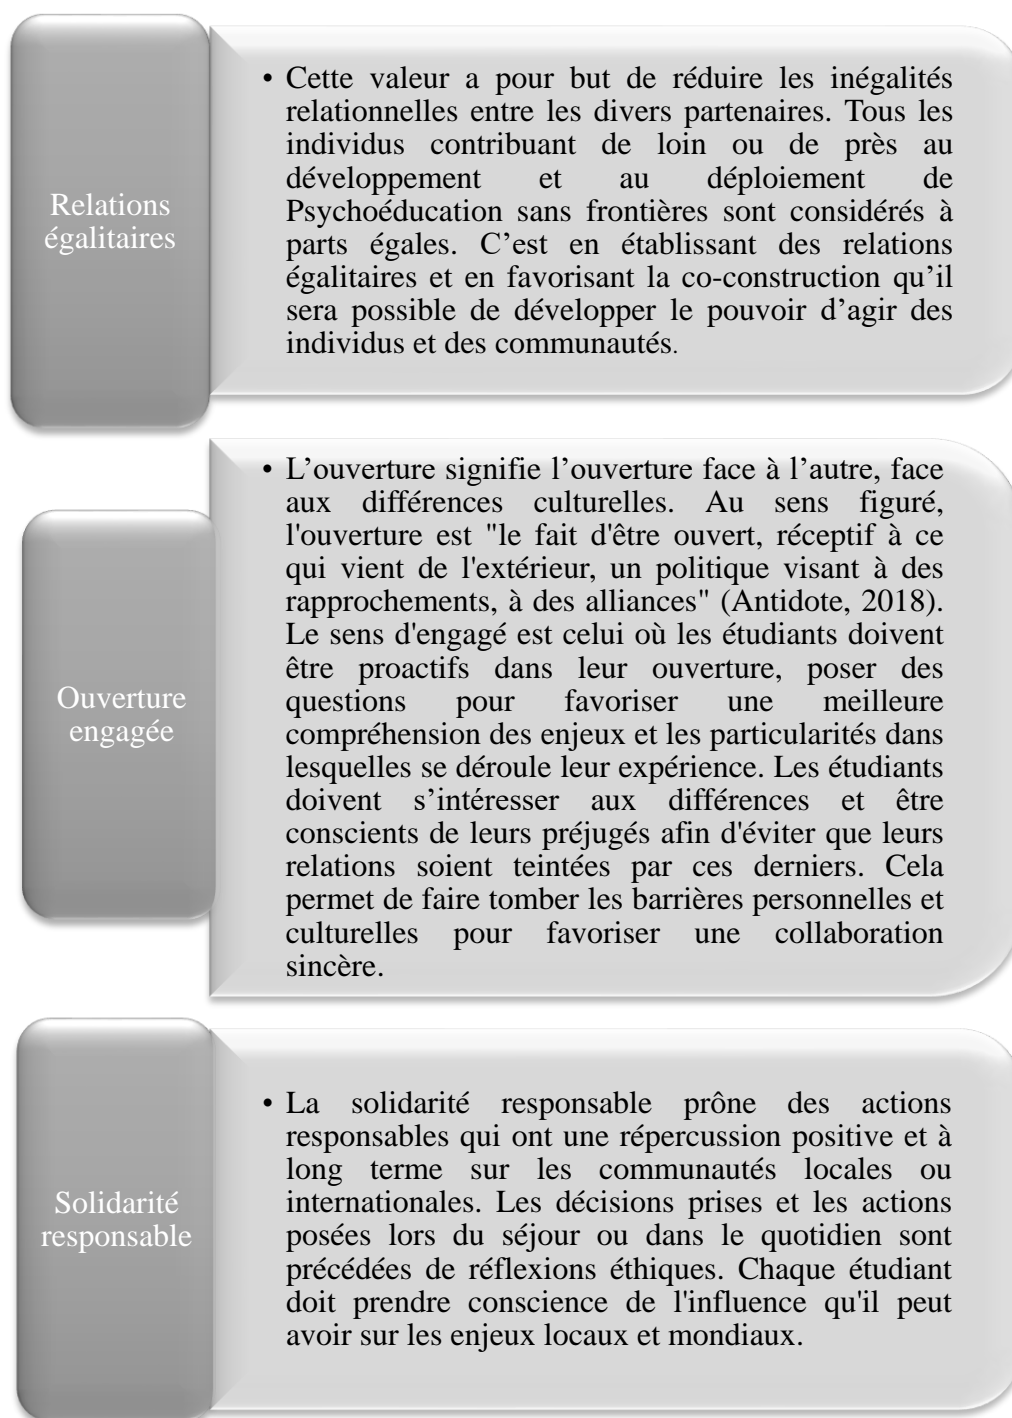 Relations
égalitaires
• Cette valeur a pour but de réduire les inégalités
relationnelles entre les divers partenaires. Tous les
individus contribuant de loin ou de près au
développement et au déploiement de
Psychoéducation sans frontières sont considérés à
parts égales. C’est en établissant des relations
égalitaires et en favorisant la co-construction qu’il
sera possible de développer le pouvoir d’agir des
individus et des communautés.
Ouverture
engagée
• L’ouverture signifie l’ouverture face à l’autre, face
aux différences culturelles. Au sens figuré,
l'ouverture est "le fait d'être ouvert, réceptif à ce
qui vient de l'extérieur, un politique visant à des
rapprochements, à des alliances" (Antidote, 2018).
Le sens d'engagé est celui où les étudiants doivent
être proactifs dans leur ouverture, poser des
questions pour favoriser une meilleure
compréhension des enjeux et les particularités dans
lesquelles se déroule leur expérience. Les étudiants
doivent s’intéresser aux différences et être
conscients de leurs préjugés afin d'éviter que leurs
relations soient teintées par ces derniers. Cela
permet de faire tomber les barrières personnelles et
culturelles pour favoriser une collaboration
sincère.
Solidarité
responsable
• La solidarité responsable prône des actions
responsables qui ont une répercussion positive et à
long terme sur les communautés locales ou
internationales. Les décisions prises et les actions
posées lors du séjour ou dans le quotidien sont
précédées de réflexions éthiques. Chaque étudiant
doit prendre conscience de l'influence qu'il peut
avoir sur les enjeux locaux et mondiaux.